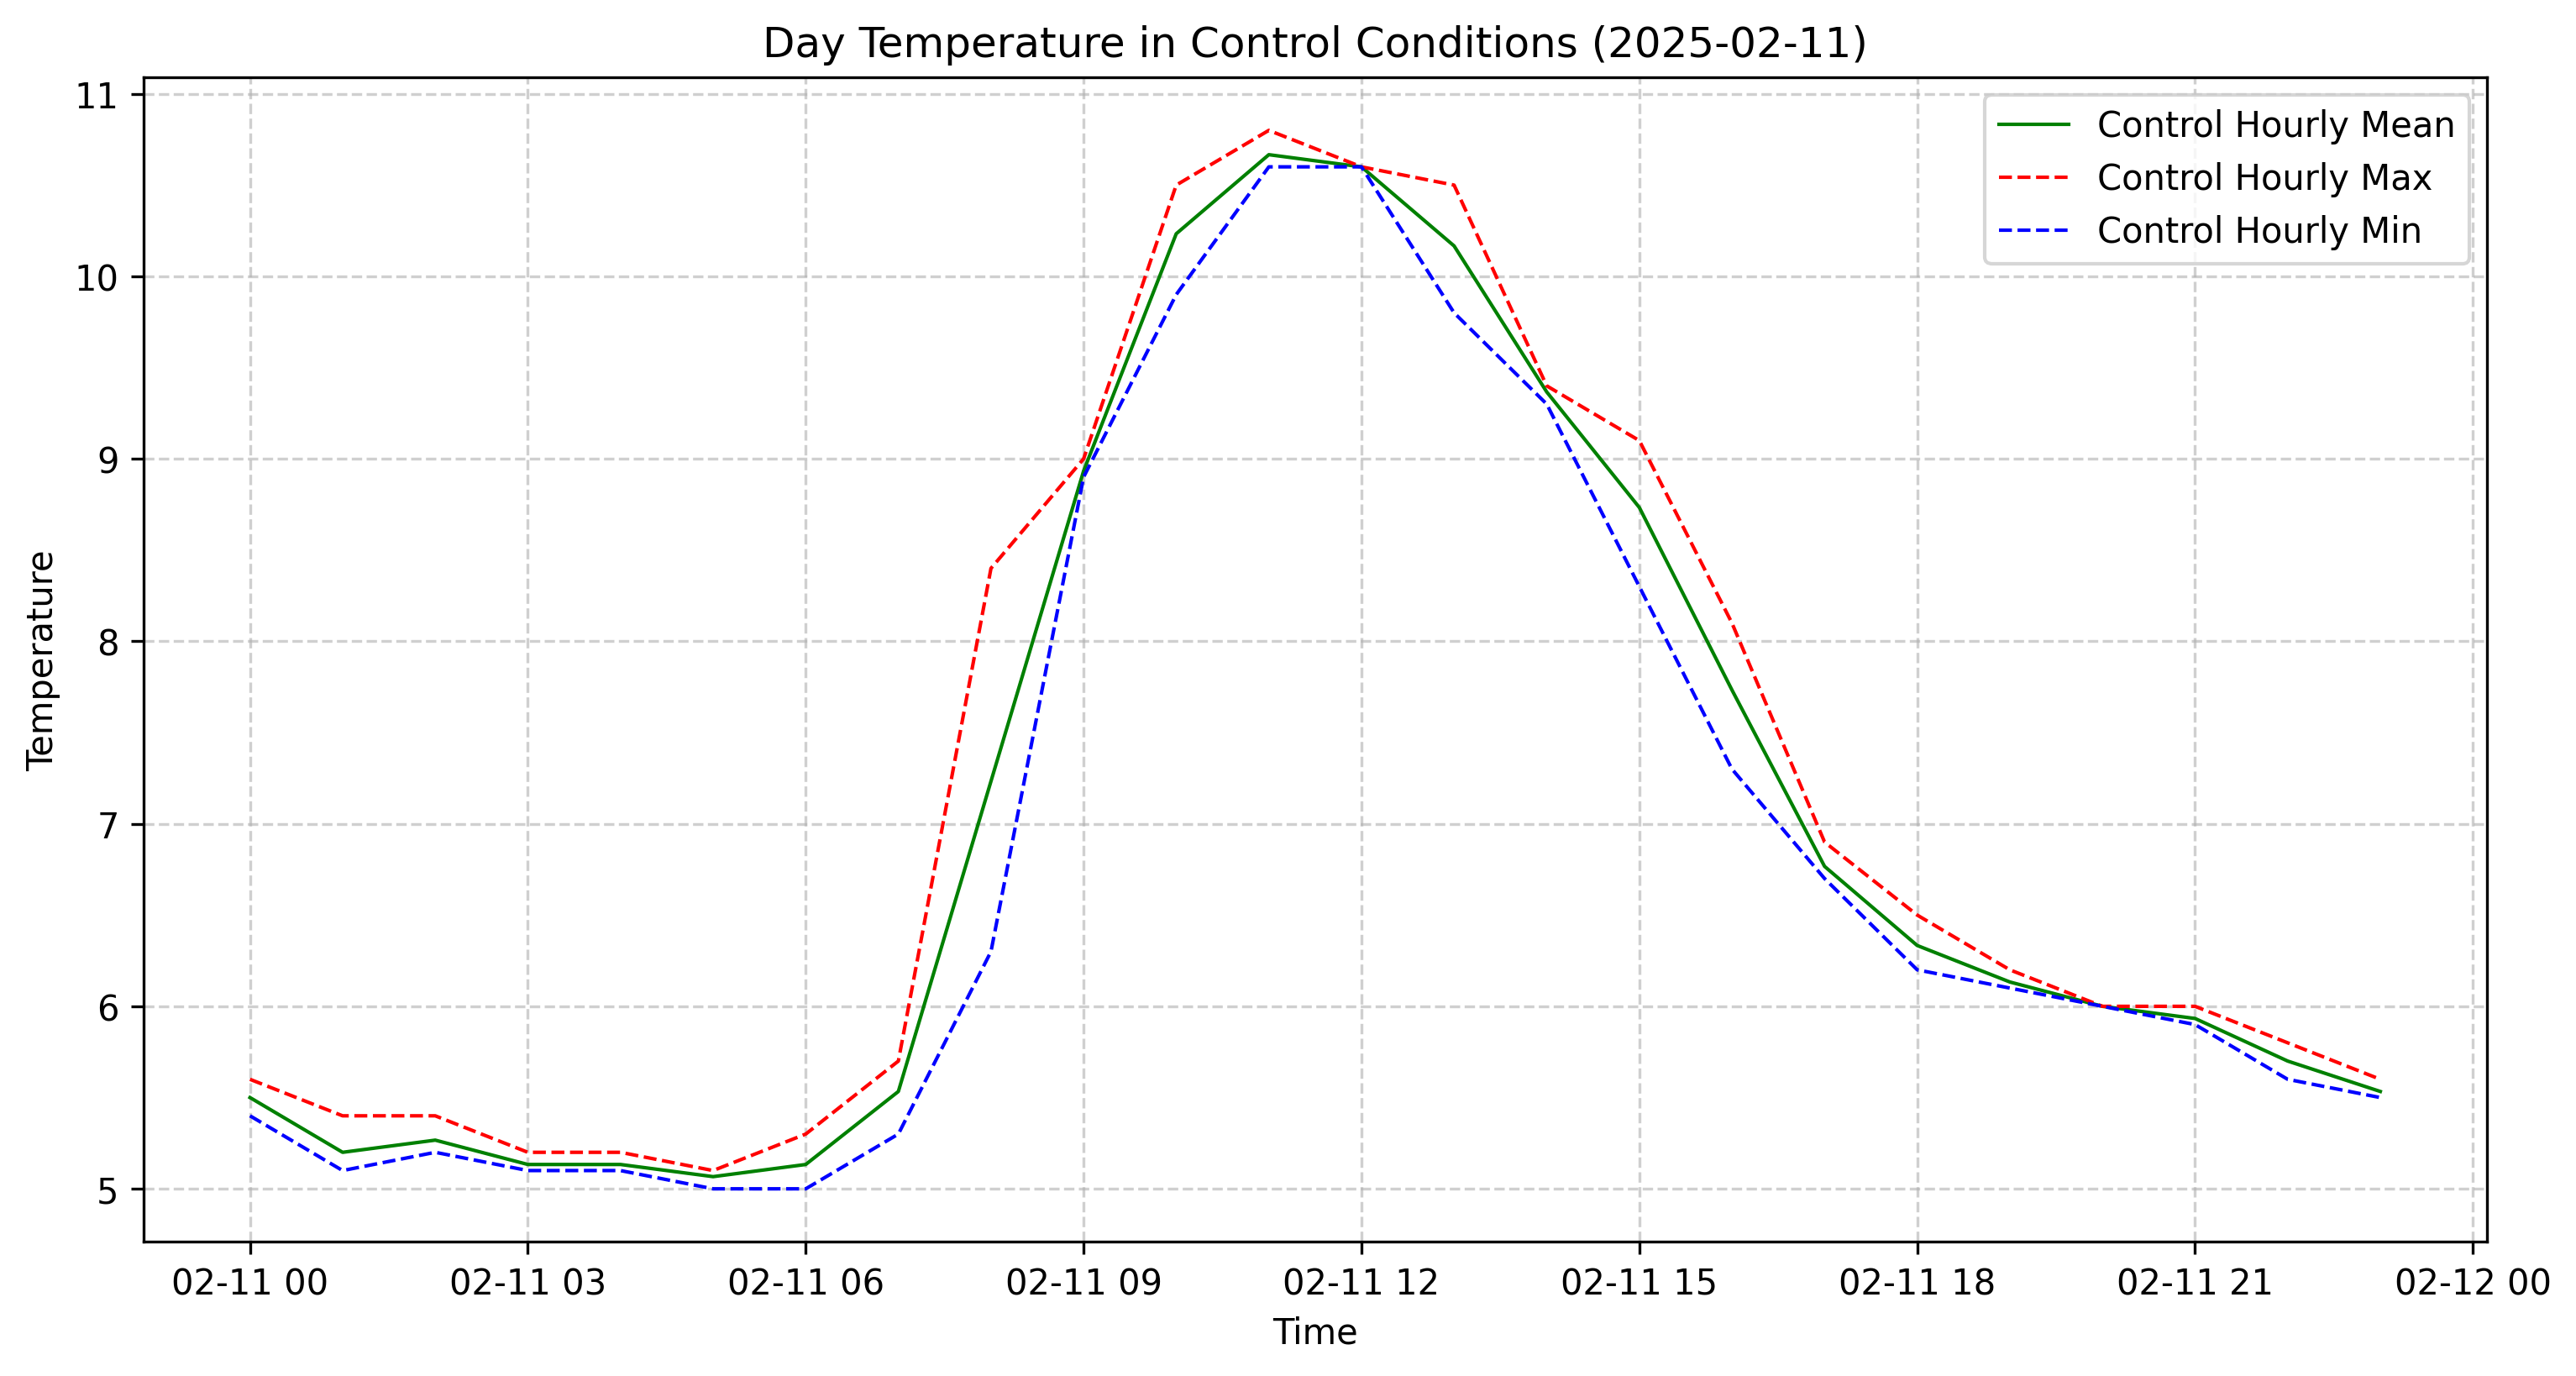 Day Temperature in Control Conditions (2025-02-11)
Control Hourly Mean
Control Hourly Max
Control Hourly Min
Temperature
11
10
9
8
7
6
5
02-11 00 02-11 03 02-11 06 02-11 09 02-11 12 02-11 15 02-11 18 02-11 21 02-12 00
Time